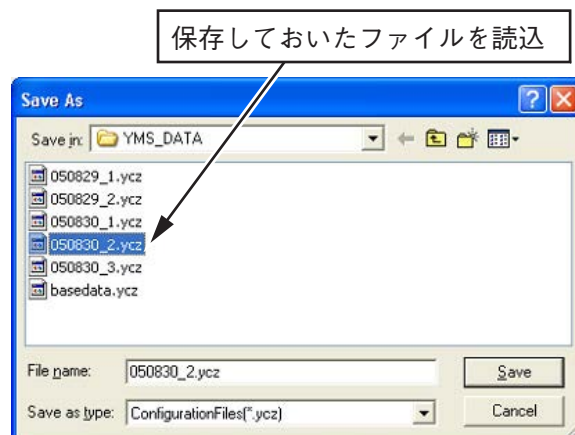 保存しておいたファイルを読込
Save As
Save in: YMS_DATA
050829_1.ycz
050829_2.ycz
050830_1.ycz
050830_2.ycz
050830_3.ycz
basedata.ycz
File name: 050830_2.ycz Save
Save as type: ConfigurationFiles(*.ycz) Cancel